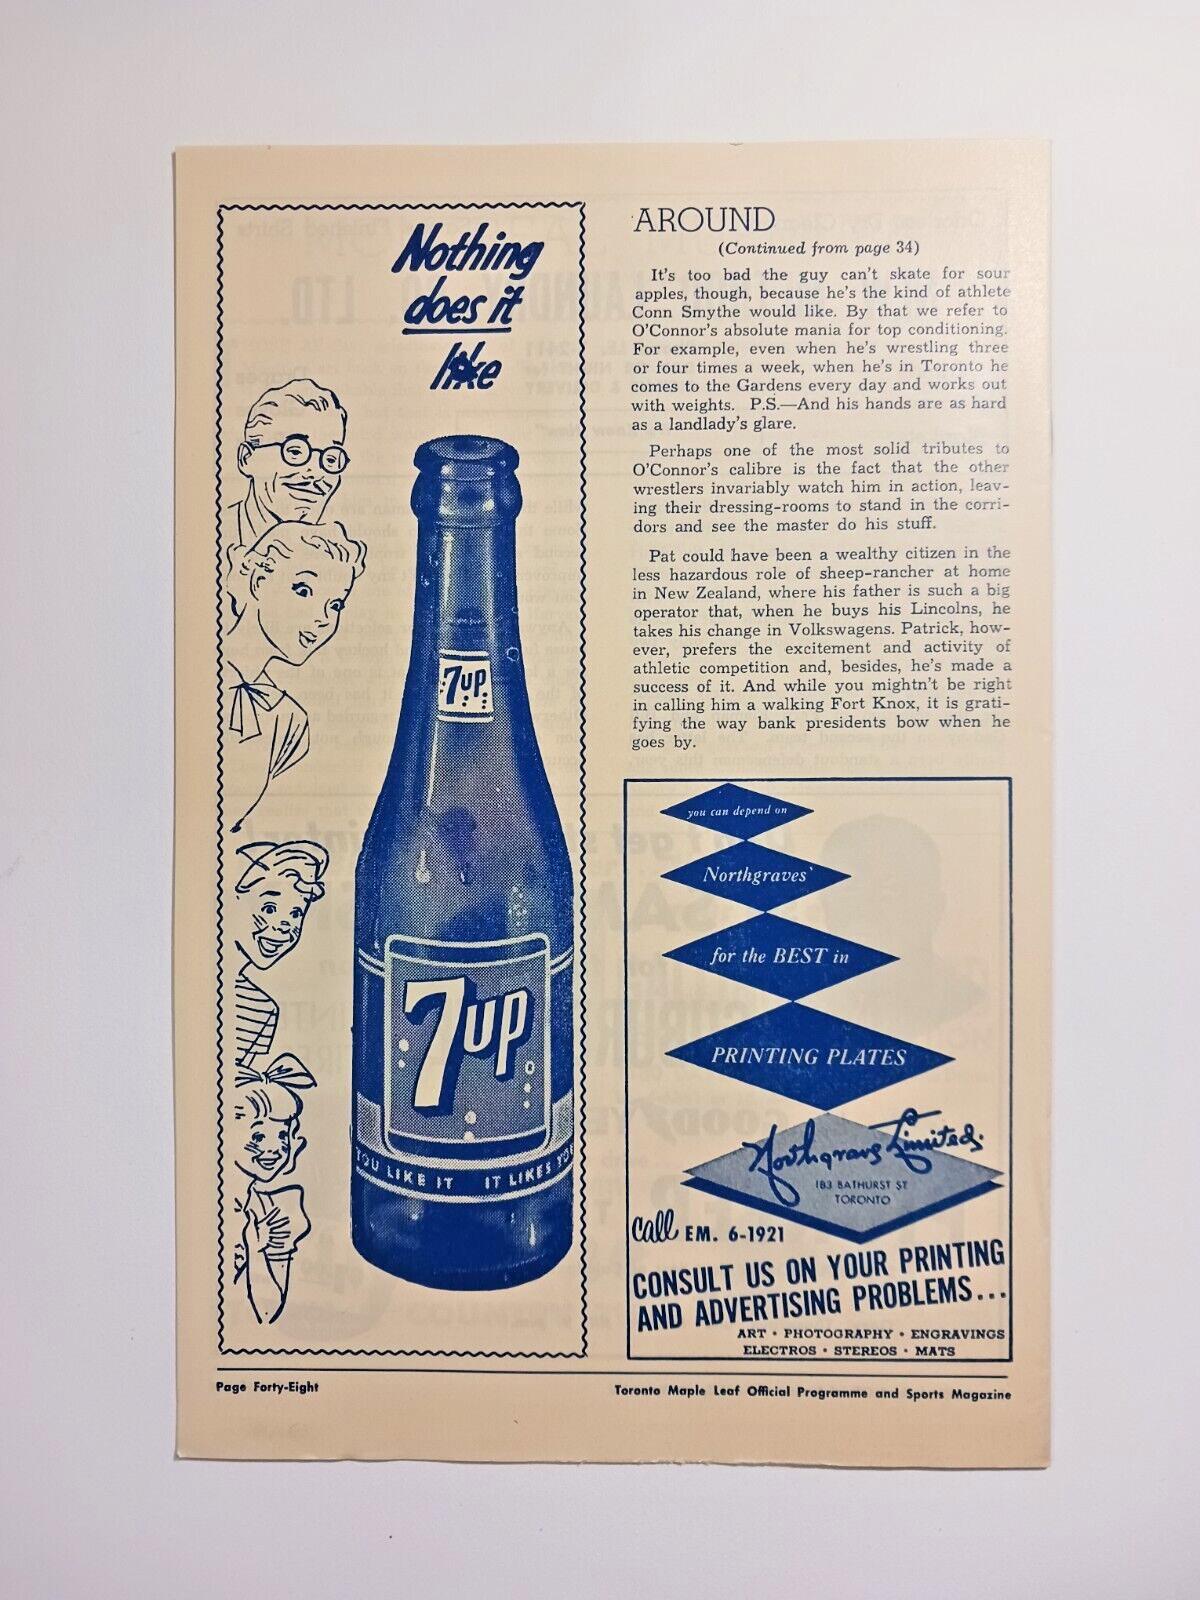 Nothing
does it
like
7up
7up
YOU LIKE IT IT LIKES YOU
AROUND
(Continued from page 34)
It's too bad the guy can't skate for sour
apples, though, because he's the kind of athlete
Conn Smythe would like. By that we refer to
O'Connor's absolute mania for top conditioning.
For example, even when he's wrestling three
or four times a week, when he's in Toronto he
comes to the Gardens every day and works out
with weights. P.S.—And his hands are as hard
as a landlady's glare.
Perhaps one of the most solid tributes to
O'Connor's calibre is the fact that the other
wrestlers invariably watch him in action, leav-
ing their dressing-rooms to stand in the corri-
dors and see the master do his stuff.
Pat could have been a wealthy citizen in the
less hazardous role of sheep-rancher at home
in New Zealand, where his father is such a big
operator that, when he buys his Lincolns, he
takes his change in Volkswagens. Patrick, how-
ever, prefers the excitement and activity of
athletic competition and, besides, he's made a
success of it. And while you mightn't be right
in calling him a walking Fort Knox, it is grati-
fying the way bank presidents bow when he
goes by.
you can depend on
Northgraves'
for the BEST in
PRINTING PLATES
Northgraves Limited.
183 BATHURST ST
TORONTO
Call EM. 6-1921
CONSULT US ON YOUR PRINTING
AND ADVERTISING PROBLEMS...
ART • PHOTOGRAPHY • ENGRAVINGS
ELECTROS • STEREOS • MATS
Page Forty-Eight
Toronto Maple Leaf Official Programme and Sports Magazine